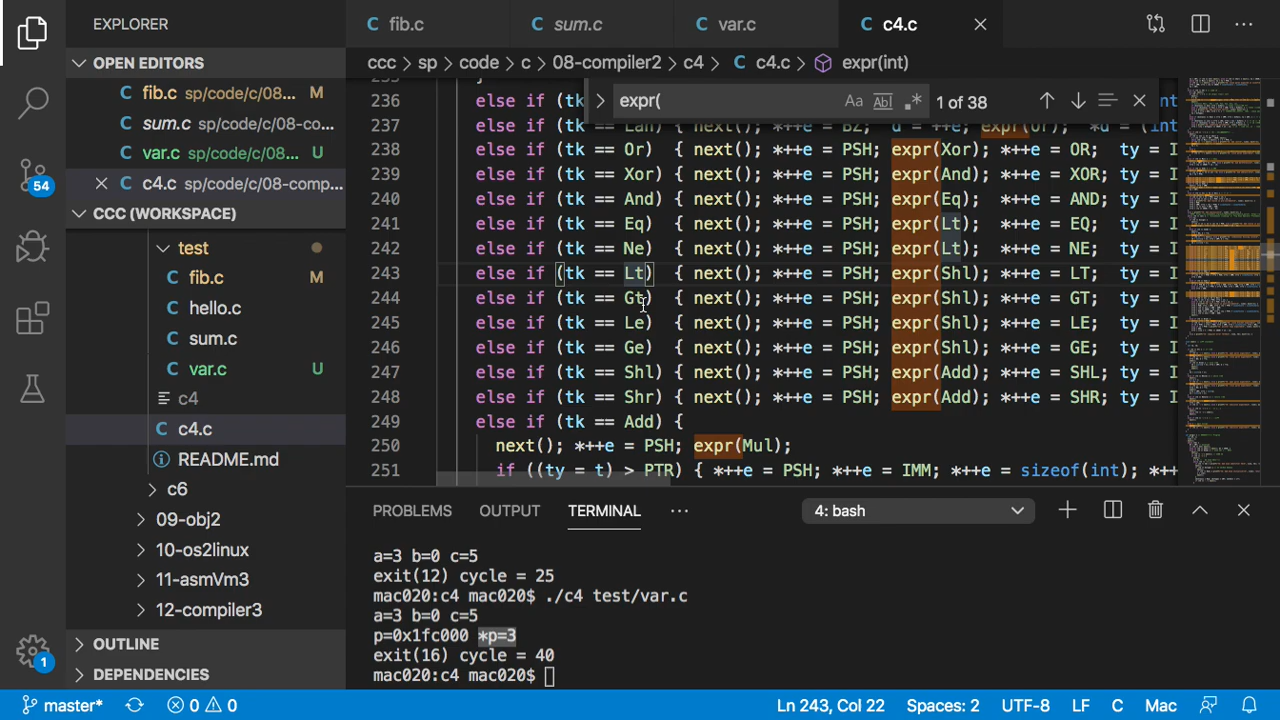 EXPLORER
fib.c
sum.c
var.c
c4.c
OPEN EDITORS
fib.c sp/code/c/08... M
sum.c sp/code/c/08-co...
var.c sp/code/c/08-... U
c4.c sp/code/c/08-comp...
54
CCC (WORKSPACE)
test
fib.c M
hello.c
sum.c
var.c U
c4
c4.c
README.md
c6
09-obj2
10-os2linux
11-asmVm3
12-compiler3
OUTLINE
DEPENDENCIES
1
ccc > sp > code > c > 08-compiler2 > c4 > C c4.c > expr(int)
expr(
Aa Abl .* 1 of 38
236 else if (tk
237 else if (tk == Lan) { next(); *++e = BZ; d = ++e; expr(Or); *d = (int
238 else if (tk == Or) { next(); *++e = PSH; expr(Xor); *++e = OR; ty = I
239 else if (tk == Xor) { next(); *++e = PSH; expr(And); *++e = XOR; ty = I
240 else if (tk == And) { next(); *++e = PSH; expr(Eq); *++e = AND; ty = I
241 else if (tk == Eq) { next(); *++e = PSH; expr(Lt); *++e = EQ; ty = I
242 else if (tk == Ne) { next(); *++e = PSH; expr(Lt); *++e = NE; ty = I
243 else if (tk == Lt) { next(); *++e = PSH; expr(Shl); *++e = LT; ty = I
244 else if (tk == Gt) { next(); *++e = PSH; expr(Shl); *++e = GT; ty = I
245 else if (tk == Le) { next(); *++e = PSH; expr(Shl); *++e = LE; ty = I
246 else if (tk == Ge) { next(); *++e = PSH; expr(Shl); *++e = GE; ty = I
247 else if (tk == Shl) { next(); *++e = PSH; expr(Add); *++e = SHL; ty = I
248 else if (tk == Shr) { next(); *++e = PSH; expr(Add); *++e = SHR; ty = I
249 else if (tk == Add) {
250 next(); *++e = PSH; expr(Mul);
251 if ((ty = t) > PTR) { *++e = PSH; *++e = IMM;*++e = sizeof(int); *++
PROBLEMS OUTPUT TERMINAL ... 4: bash
a=3 b=0 c=5
exit(12) cycle = 25
mac020:c4 mac020$ ./c4 test/var.c
a=3 b=0 c=5
p=0x1fc000 *p=3
exit(16) cycle = 40
mac020:c4 mac020$
master* 0 0 Ln 243, Col 22 Spaces: 2 UTF-8 LF C Mac